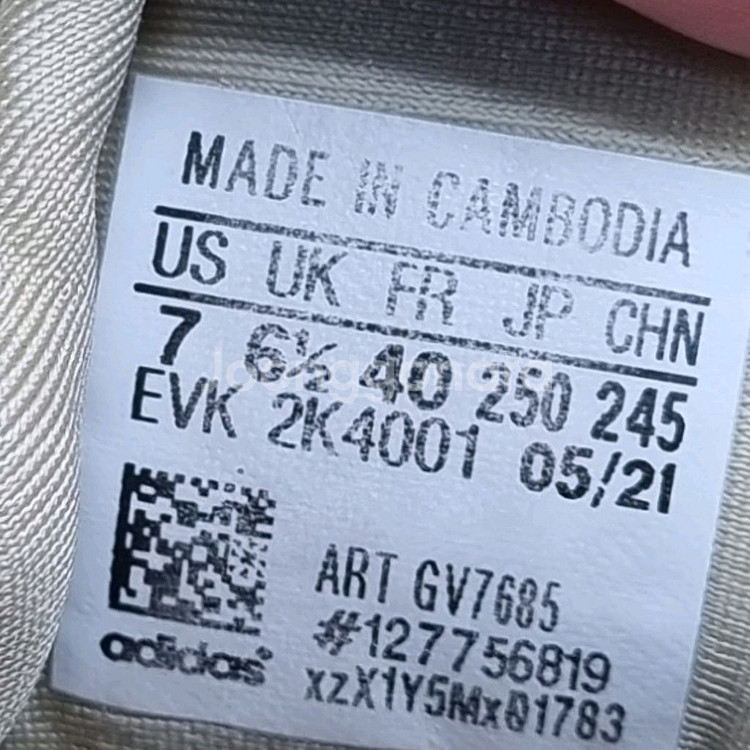 MADE IN CAMBODIA
US UK FR JP CHN
7 6½ 40 250 245
EVK 2K4001 05/21
ART GV7685
#127756819
adidas
xzX1Y5Mx01783